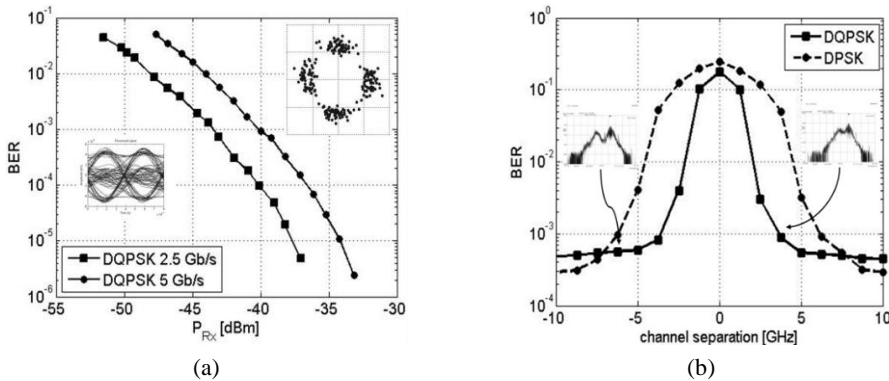 10^-1
10^-2
10^-3
10^-4
10^-5
10^-6
BER
-55 -50 -45 -40 -35 -30
P_Rx [dBm]
DQPSK 2.5 Gb/s
DQPSK 5 Gb/s
(a)
10^0
10^-1
10^-2
10^-3
10^-4
BER
-10 -5 0 5 10
channel separation [GHz]
DQPSK
DPSK
(b)